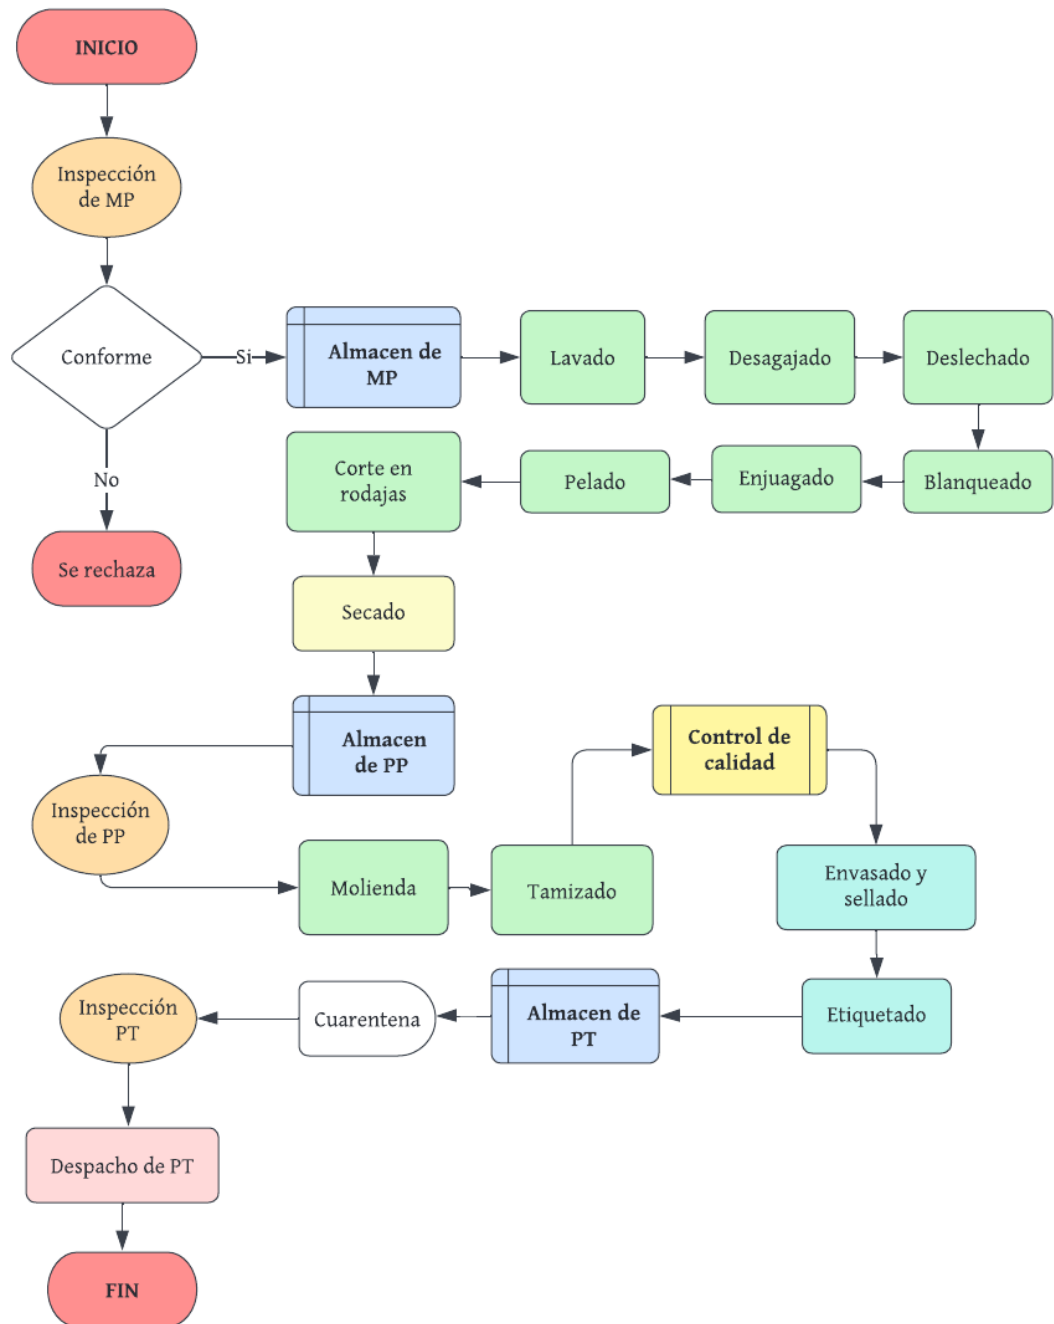 INICIO
Inspección
de MP
Conforme
Si
Almacen de
MP
Lavado
Desagajado
Deslechado
No
Corte en
rodajas
Pelado
Enjuagado
Blanqueado
Se rechaza
Secado
Almacen
de PP
Control de
calidad
Inspección
de PP
Molienda
Tamizado
Envasado y
sellado
Inspección
PT
Cuarentena
Almacen de
PT
Etiquetado
Despacho de PT
FIN